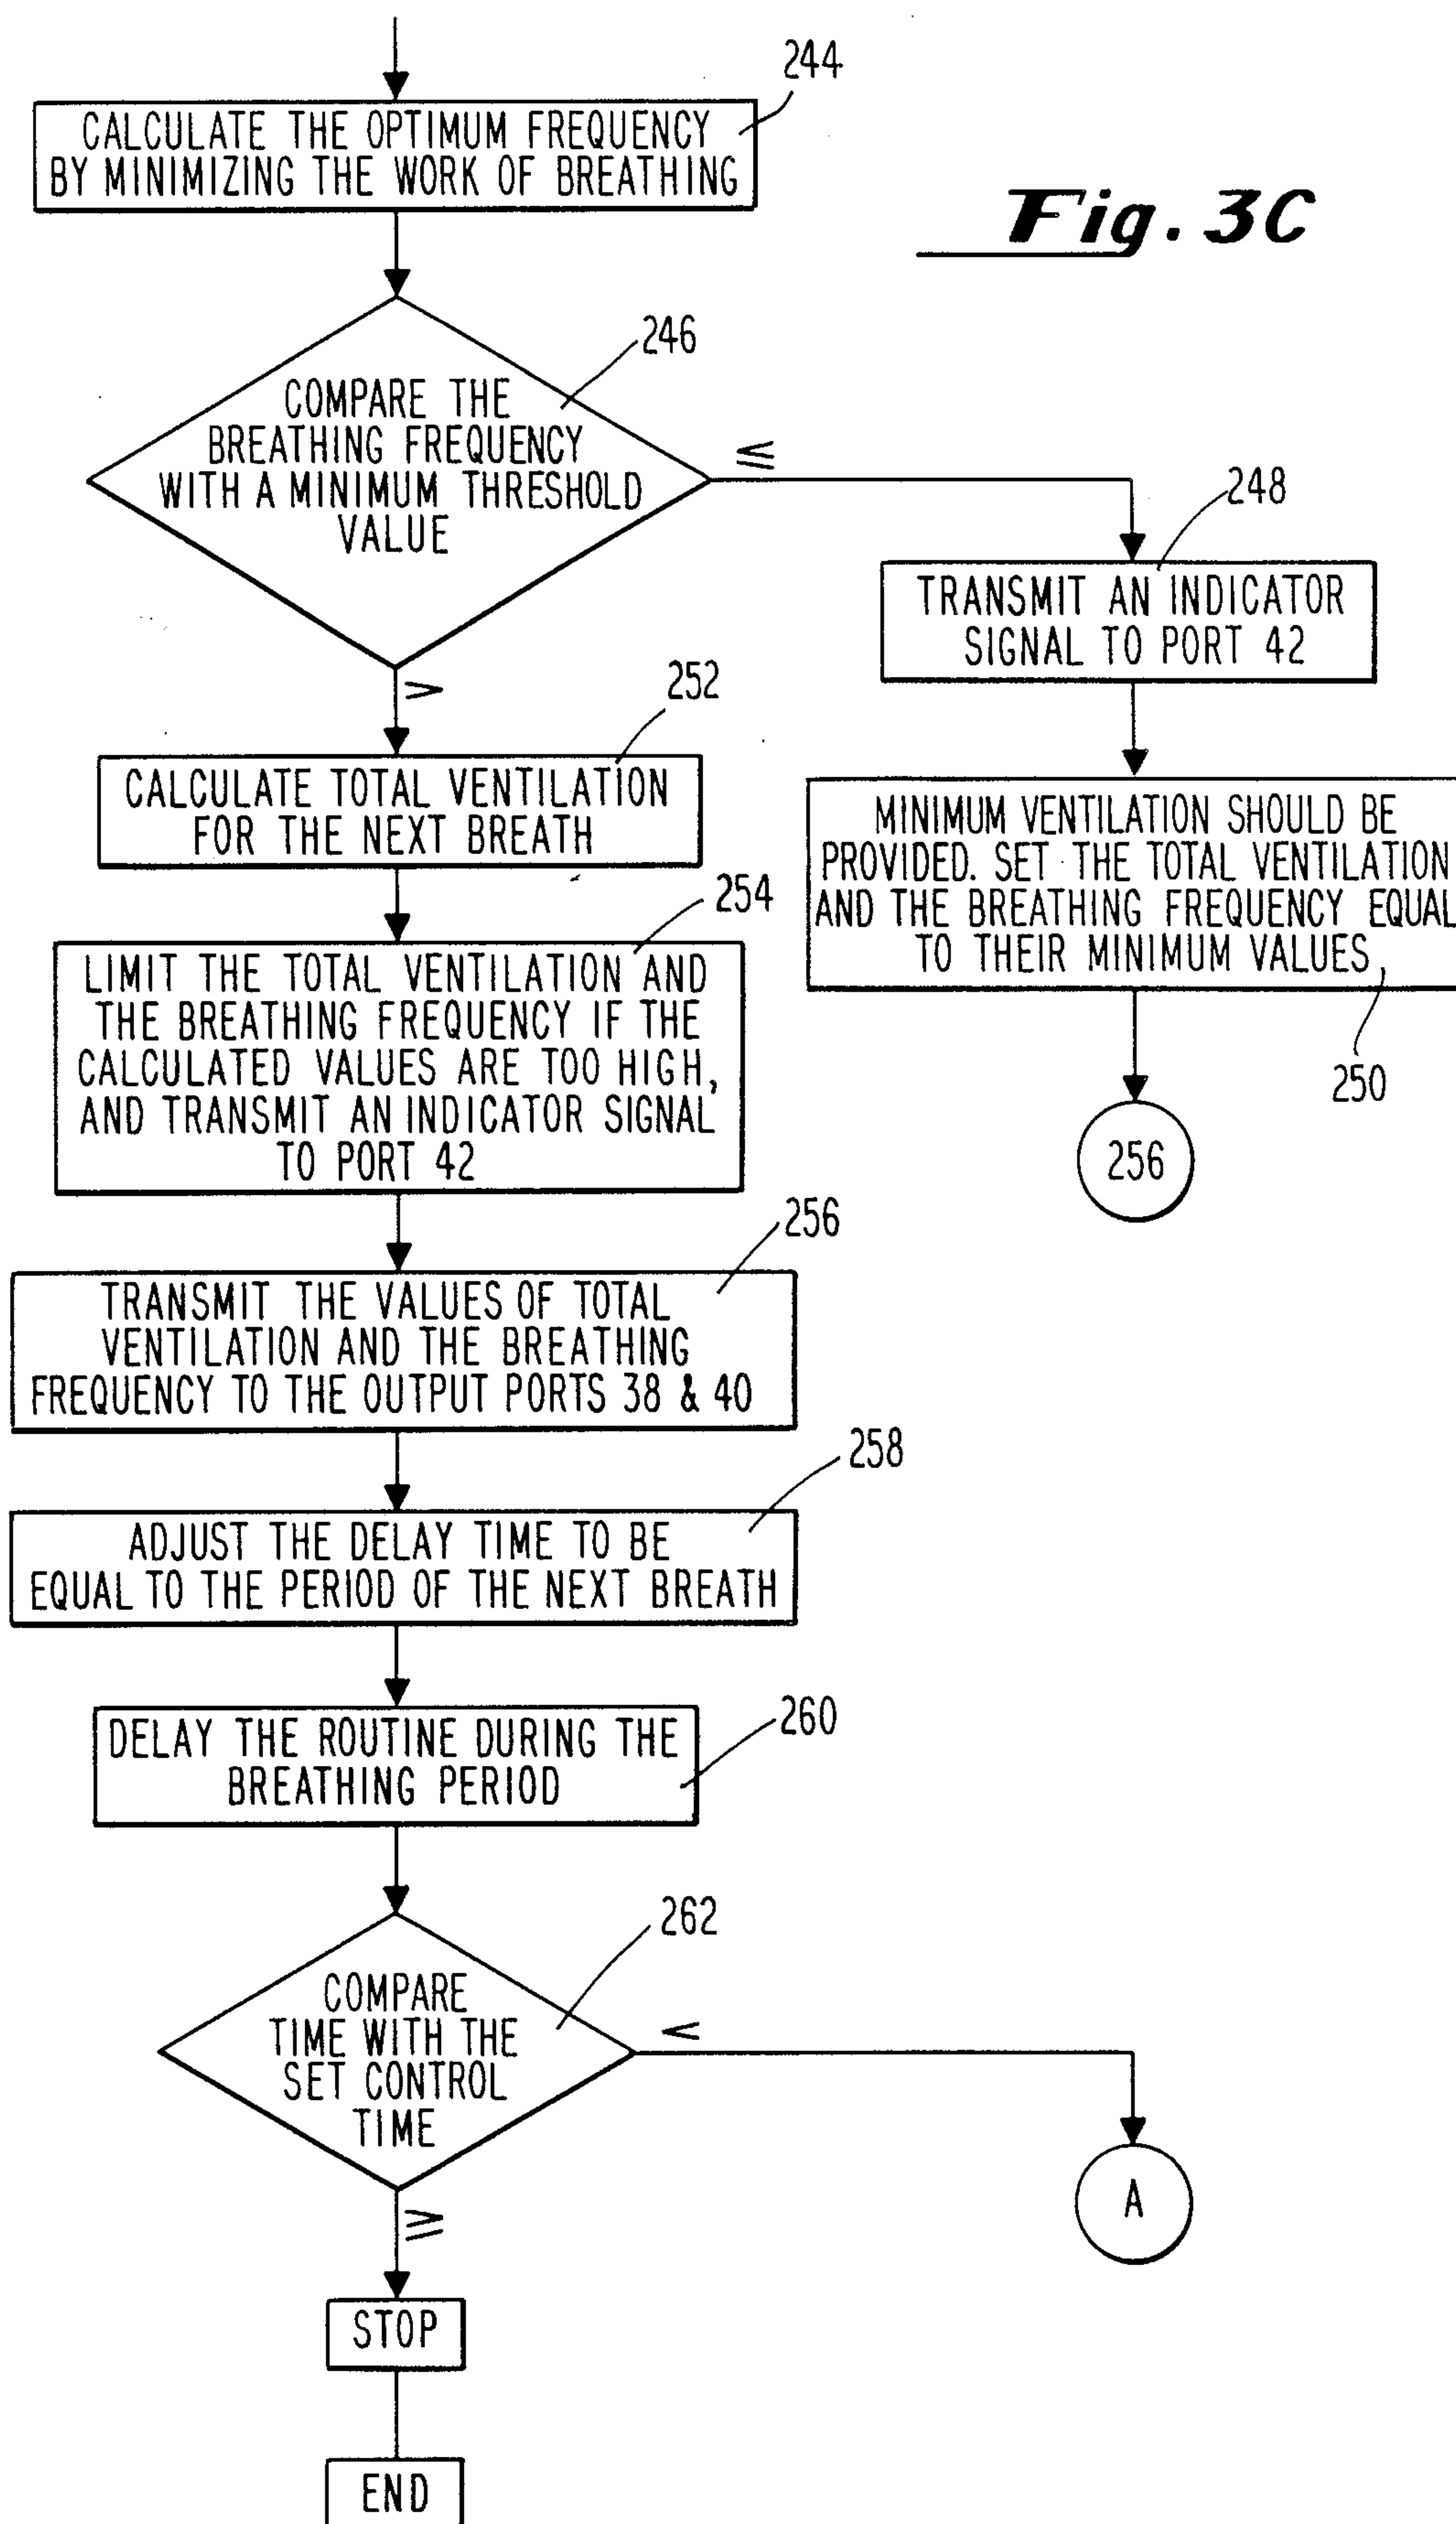 244
CALCULATE THE OPTIMUM FREQUENCY
BY MINIMIZING THE WORK OF BREATHING
Fig. 3C
246
COMPARE THE
BREATHING FREQUENCY
WITH A MINIMUM THRESHOLD
VALUE
≤
248
TRANSMIT AN INDICATOR
SIGNAL TO PORT 42
>
252
CALCULATE TOTAL VENTILATION
FOR THE NEXT BREATH
MINIMUM VENTILATION SHOULD BE
PROVIDED. SET THE TOTAL VENTILATION
AND THE BREATHING FREQUENCY EQUAL
TO THEIR MINIMUM VALUES
250
256
254
LIMIT THE TOTAL VENTILATION AND
THE BREATHING FREQUENCY IF THE
CALCULATED VALUES ARE TOO HIGH,
AND TRANSMIT AN INDICATOR SIGNAL
TO PORT 42
256
TRANSMIT THE VALUES OF TOTAL
VENTILATION AND THE BREATHING
FREQUENCY TO THE OUTPUT PORTS 38 & 40
258
ADJUST THE DELAY TIME TO BE
EQUAL TO THE PERIOD OF THE NEXT BREATH
260
DELAY THE ROUTINE DURING THE
BREATHING PERIOD
262
COMPARE
TIME WITH THE
SET CONTROL
TIME
<
A
≥
STOP
END